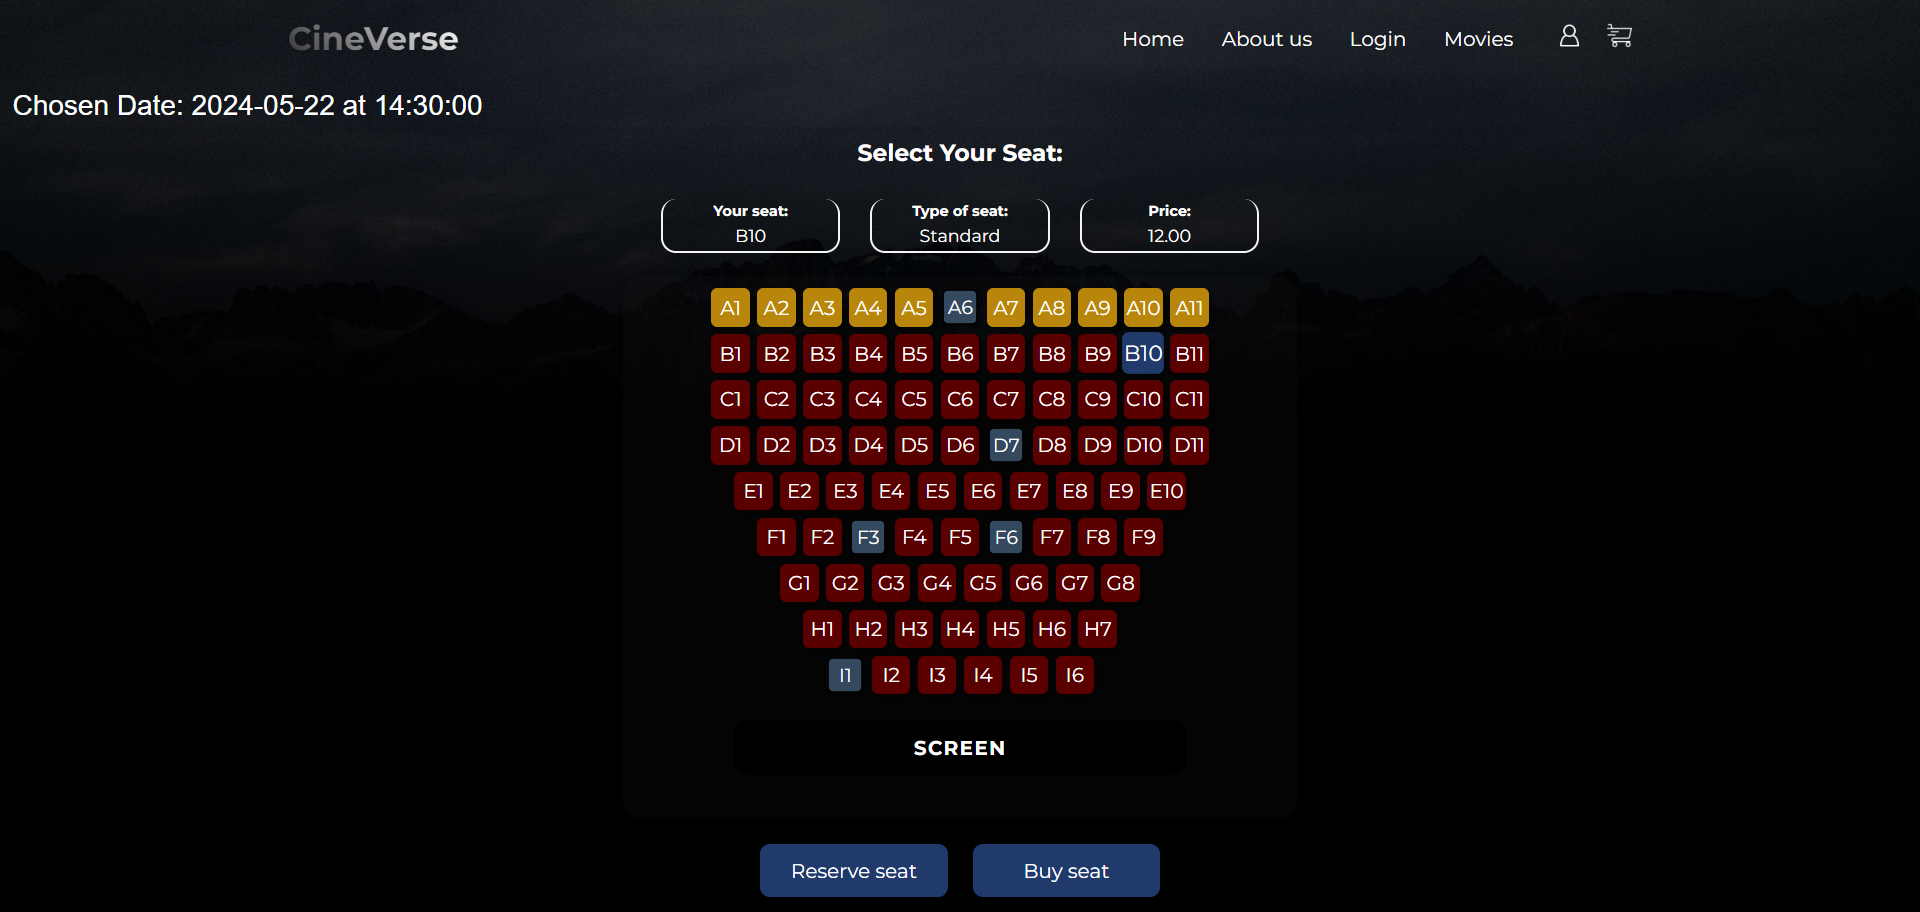 CineVerse Home About us Login Movies
Chosen Date: 2024-05-22 at 14:30:00
Select Your Seat:
Your seat: Type of seat: Price:
B10 Standard 12.00
A1 A2 A3 A4 A5 A6 A7 A8 A9 A10 A11
B1 B2 B3 B4 B5 B6 B7 B8 B9 B10 B11
C1 C2 C3 C4 C5 C6 C7 C8 C9 C10 C11
D1 D2 D3 D4 D5 D6 D7 D8 D9 D10 D11
E1 E2 E3 E4 E5 E6 E7 E8 E9 E10
F1 F2 F3 F4 F5 F6 F7 F8 F9
G1 G2 G3 G4 G5 G6 G7 G8
H1 H2 H3 H4 H5 H6 H7
I1 I2 I3 I4 I5 I6
SCREEN
Reserve seat Buy seat